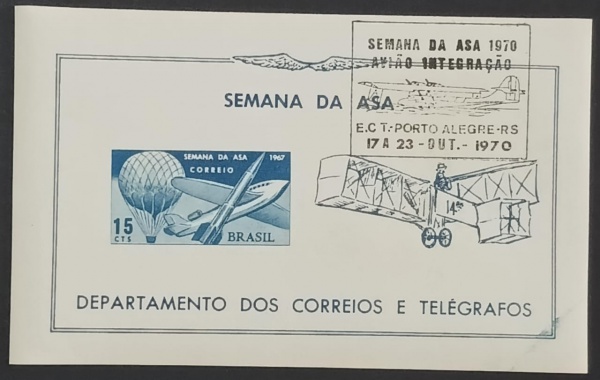 SEMANA DA ASA 1970
AVIÃO INTEGRAÇÃO
E.C.T.-PORTO ALEGRE-RS
17 A 23 - OUT. - 1970
SEMANA DA ASA
SEMANA DA ASA 1967
CORREIO
15
CTS
BRASIL
14 Bis
DEPARTAMENTO DOS CORREIOS E TELÉGRAFOS